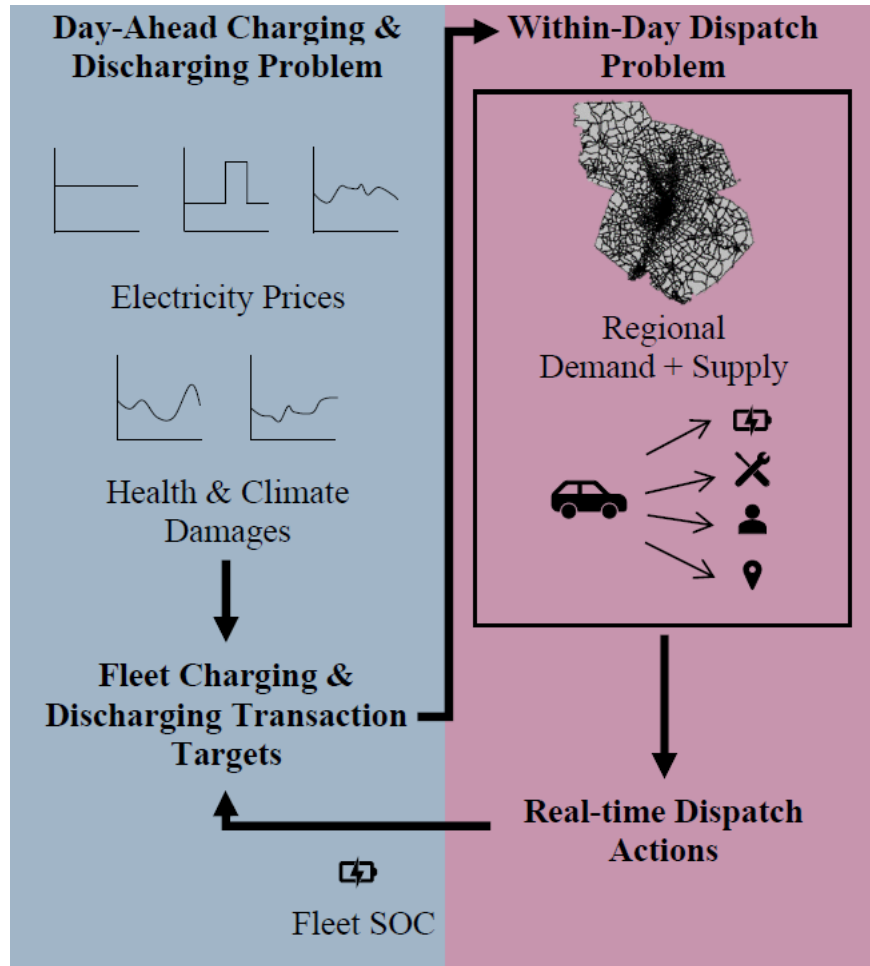 Day-Ahead Charging &
Discharging Problem
Electricity Prices
Health & Climate
Damages
Fleet Charging &
Discharging Transaction
Targets
Fleet SOC
Within-Day Dispatch
Problem
Regional
Demand + Supply
Real-time Dispatch
Actions